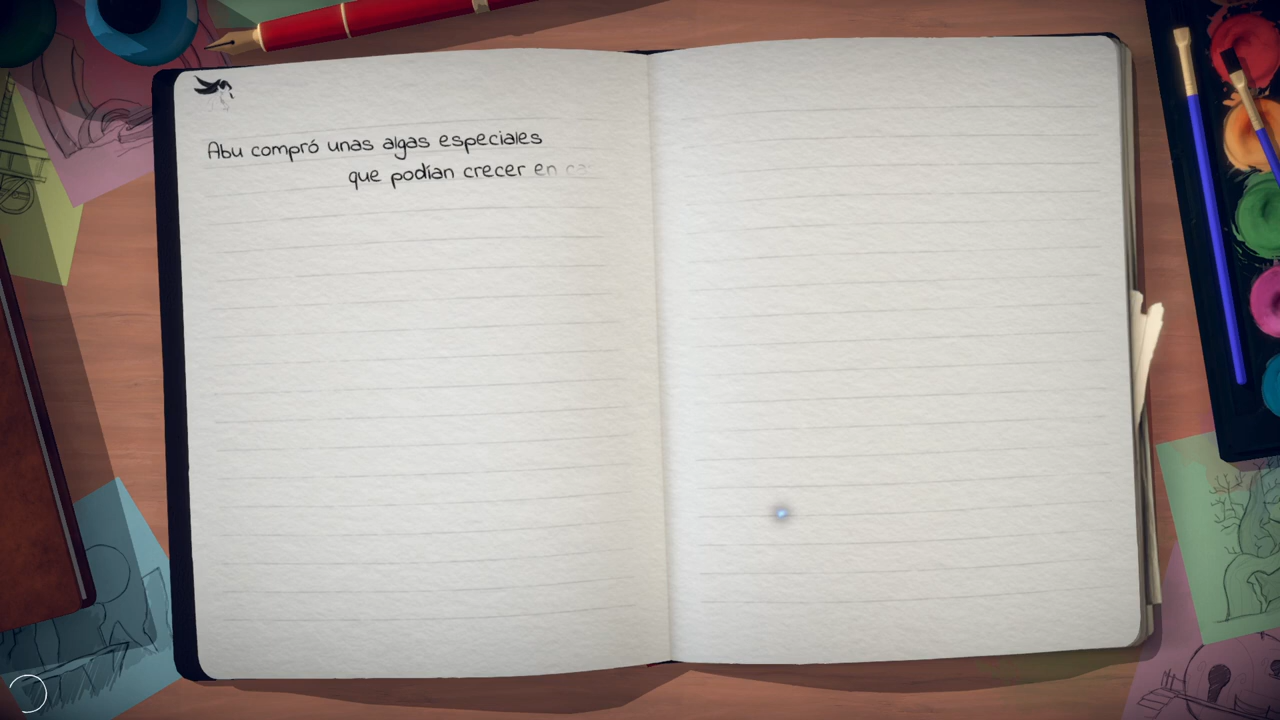 Abu compró unas algas especiales
que podían crecer en